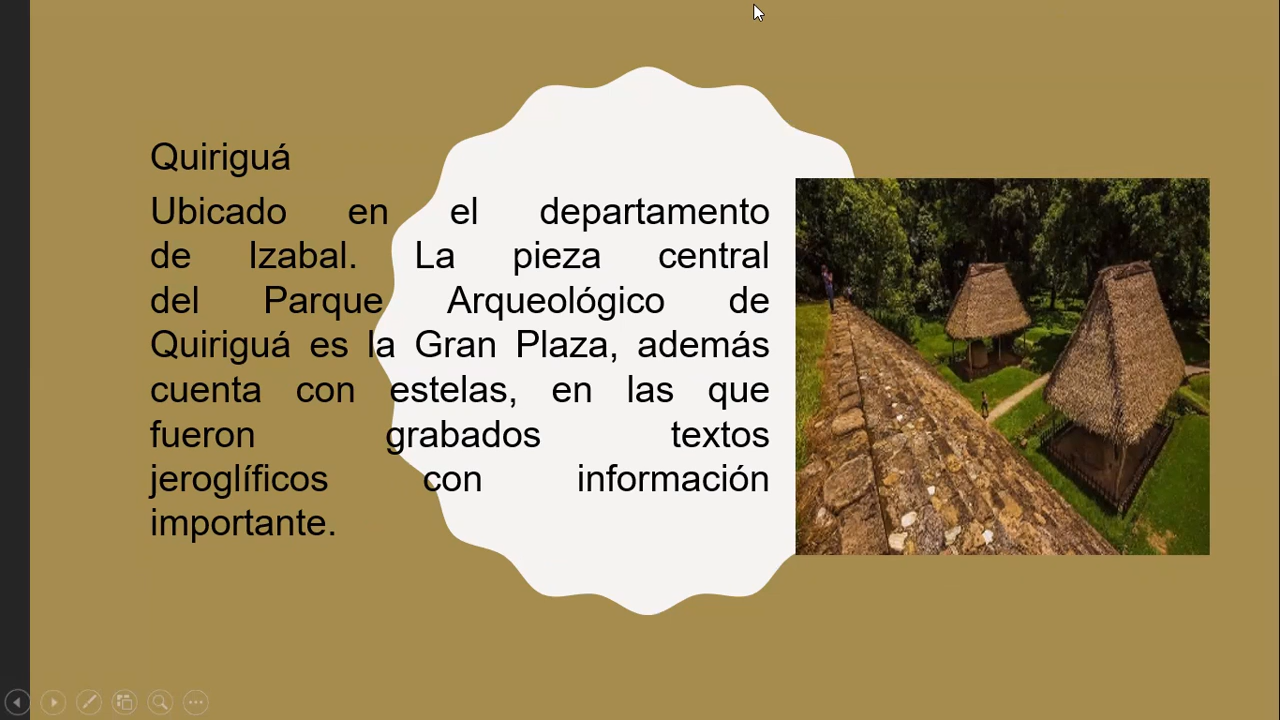 Quiriguá
Ubicado en el departamento
de Izabal. La pieza central
del Parque Arqueológico de
Quiriguá es la Gran Plaza, además
cuenta con estelas, en las que
fueron grabados textos
jeroglíficos con información
importante.